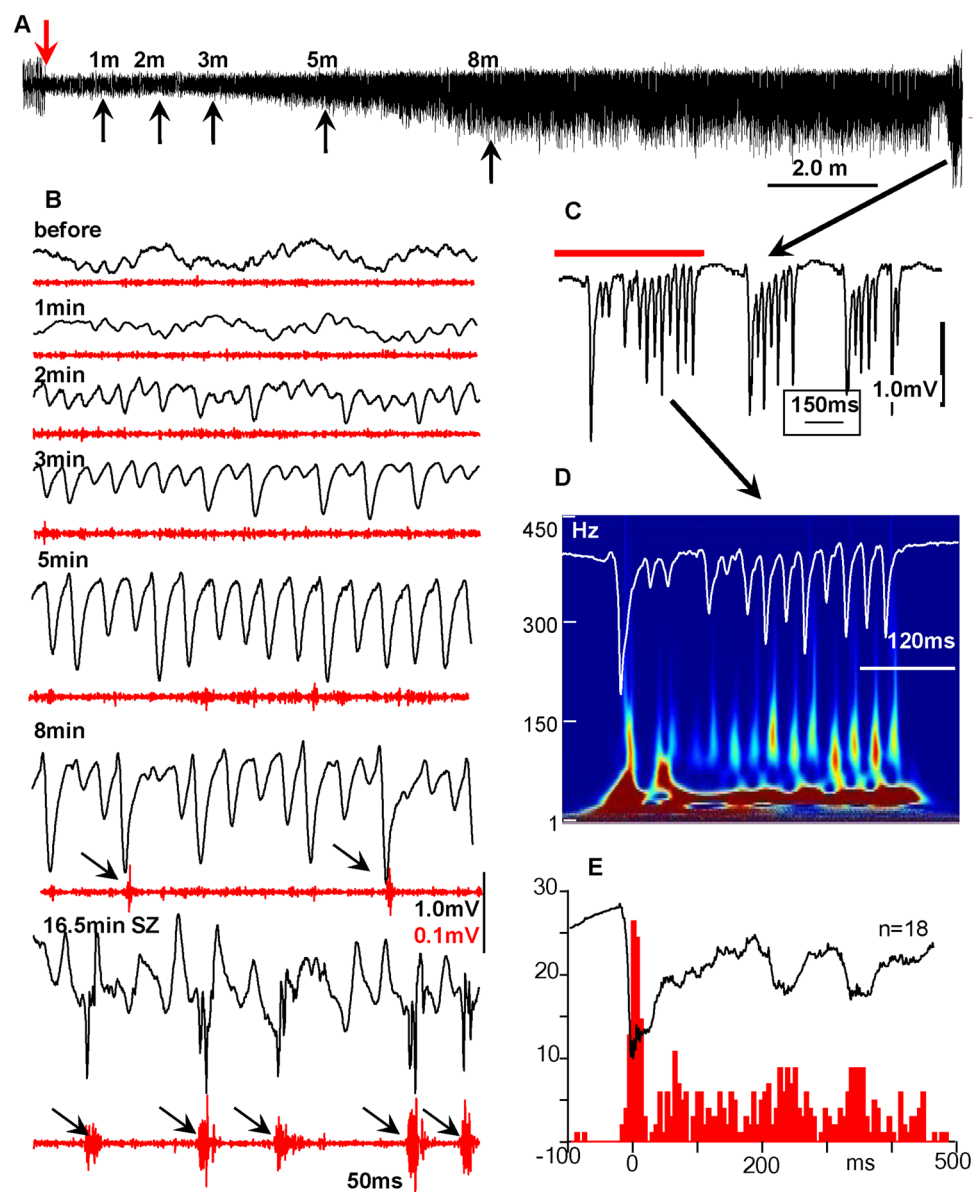 A
1m 2m 3m 5m 8m
2.0 m
B
before
1min
2min
3min
5min
8min
1.0mV
0.1mV
16.5min SZ
50ms
C
150ms
1.0mV
D
450
Hz
300
120ms
150
1
E
30
n=18
20
10
-100 0 200 ms 500